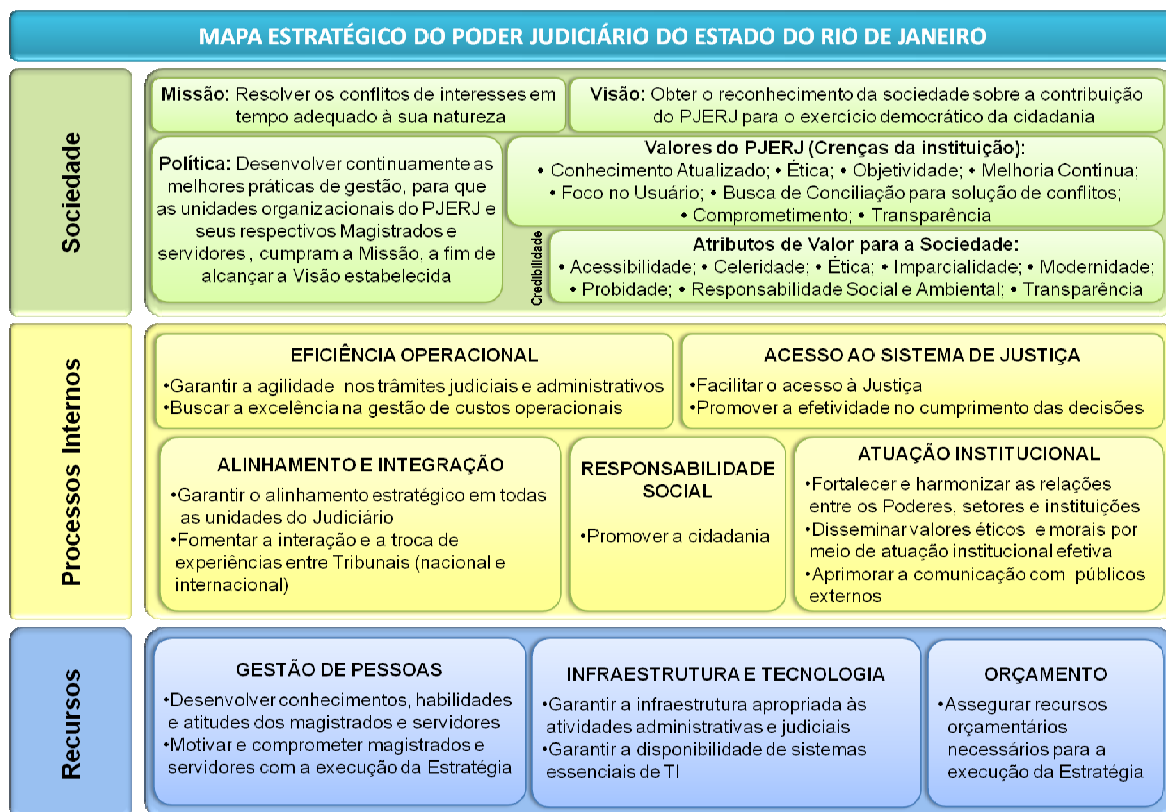 MAPA ESTRATÉGICO DO PODER JUDICIÁRIO DO ESTADO DO RIO DE JANEIRO
Sociedade
Missão: Resolver os conflitos de interesses em
tempo adequado à sua natureza
Visão: Obter o reconhecimento da sociedade sobre a contribuição
do PJERJ para o exercício democrático da cidadania
Política: Desenvolver continuamente as
melhores práticas de gestão, para que
as unidades organizacionais do PJERJ e
seus respectivos Magistrados e
servidores , cumpram a Missão, a fim de
alcançar a Visão estabelecida
Valores do PJERJ (Crenças da instituição):
• Conhecimento Atualizado; • Ética; • Objetividade; • Melhoria Continua;
• Foco no Usuário; • Busca de Conciliação para solução de conflitos;
• Comprometimento; • Transparência
Credibilidade
Atributos de Valor para a Sociedade:
• Acessibilidade; • Celeridade; • Ética; • Imparcialidade; • Modernidade;
• Probidade; • Responsabilidade Social e Ambiental; • Transparência
Processos Internos
EFICIÊNCIA OPERACIONAL
•Garantir a agilidade nos trâmites judiciais e administrativos
•Buscar a excelência na gestão de custos operacionais
ACESSO AO SISTEMA DE JUSTIÇA
•Facilitar o acesso à Justiça
•Promover a efetividade no cumprimento das decisões
ALINHAMENTO E INTEGRAÇÃO
•Garantir o alinhamento estratégico em todas
as unidades do Judiciário
•Fomentar a interação e a troca de
experiências entre Tribunais (nacional e
internacional)
RESPONSABILIDADE
SOCIAL
•Promover a cidadania
ATUAÇÃO INSTITUCIONAL
•Fortalecer e harmonizar as relações
entre os Poderes, setores e instituições
•Disseminar valores éticos e morais por
meio de atuação institucional efetiva
•Aprimorar a comunicação com públicos
externos
Recursos
GESTÃO DE PESSOAS
•Desenvolver conhecimentos, habilidades
e atitudes dos magistrados e servidores
•Motivar e comprometer magistrados e
servidores com a execução da Estratégia
INFRAESTRUTURA E TECNOLOGIA
•Garantir a infraestrutura apropriada às
atividades administrativas e judiciais
•Garantir a disponibilidade de sistemas
essenciais de TI
ORÇAMENTO
•Assegurar recursos
orçamentários
necessários para a
execução da Estratégia